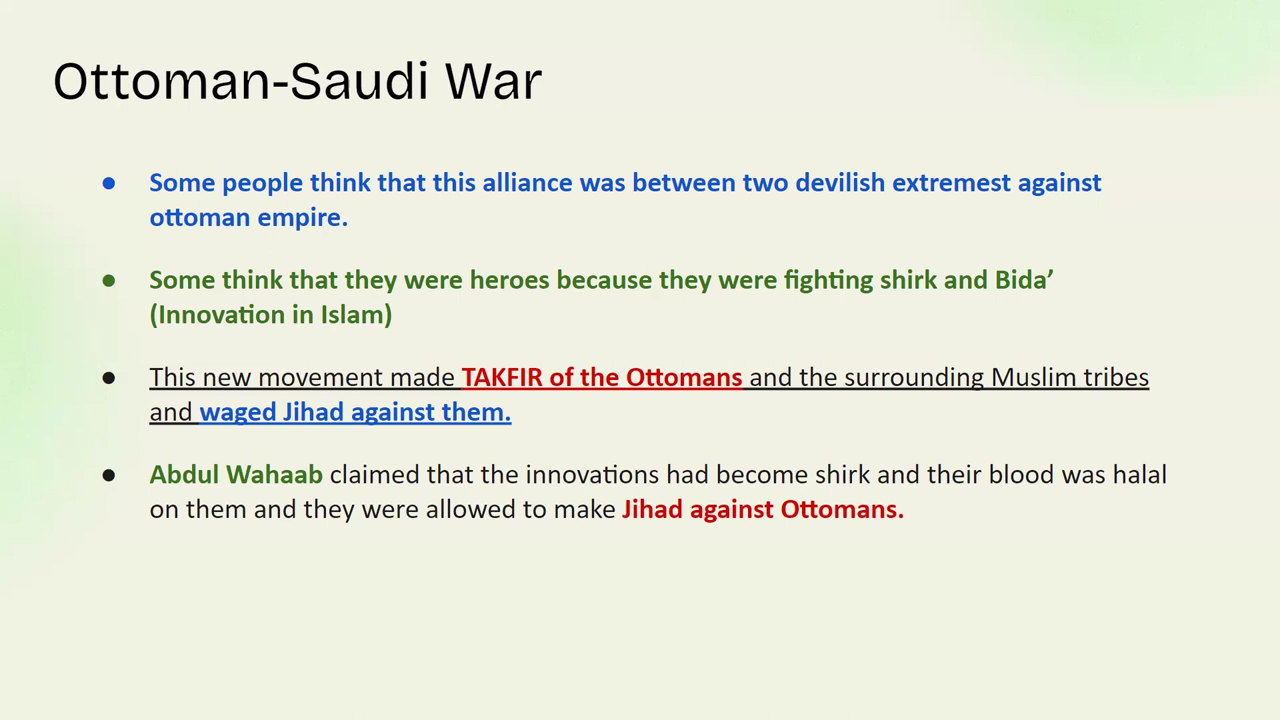 Ottoman-Saudi War
● Some people think that this alliance was between two devilish extremest against
ottoman empire.
● Some think that they were heroes because they were fighting shirk and Bida’
(Innovation in Islam)
● This new movement made TAKFIR of the Ottomans and the surrounding Muslim tribes
and waged Jihad against them.
● Abdul Wahaab claimed that the innovations had become shirk and their blood was halal
on them and they were allowed to make Jihad against Ottomans.